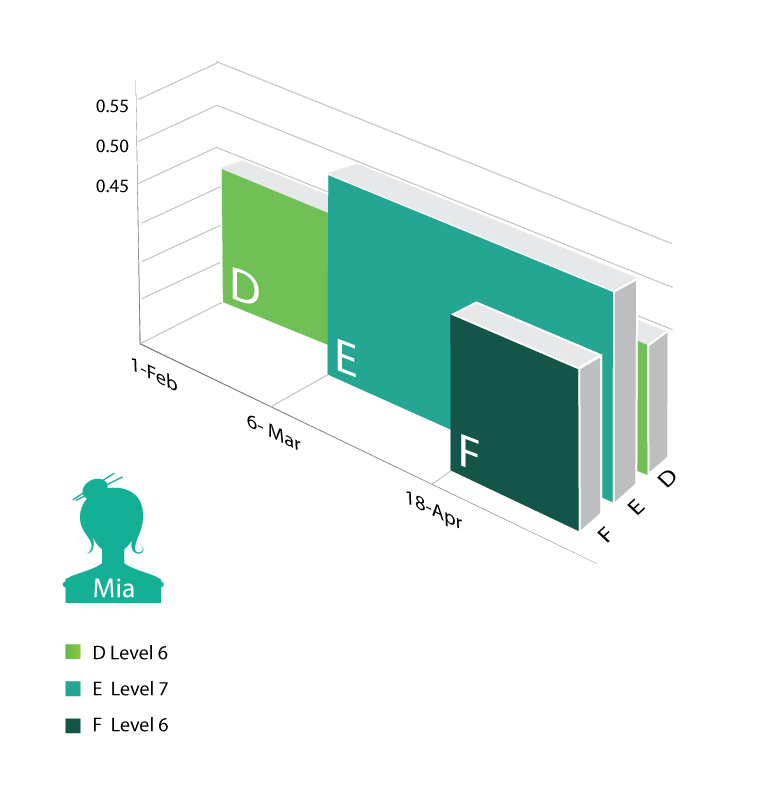 0.55
0.50
0.45
D
E
F
1-Feb
6- Mar
18-Apr
D
E
F
Mia
D Level 6
E Level 7
F Level 6